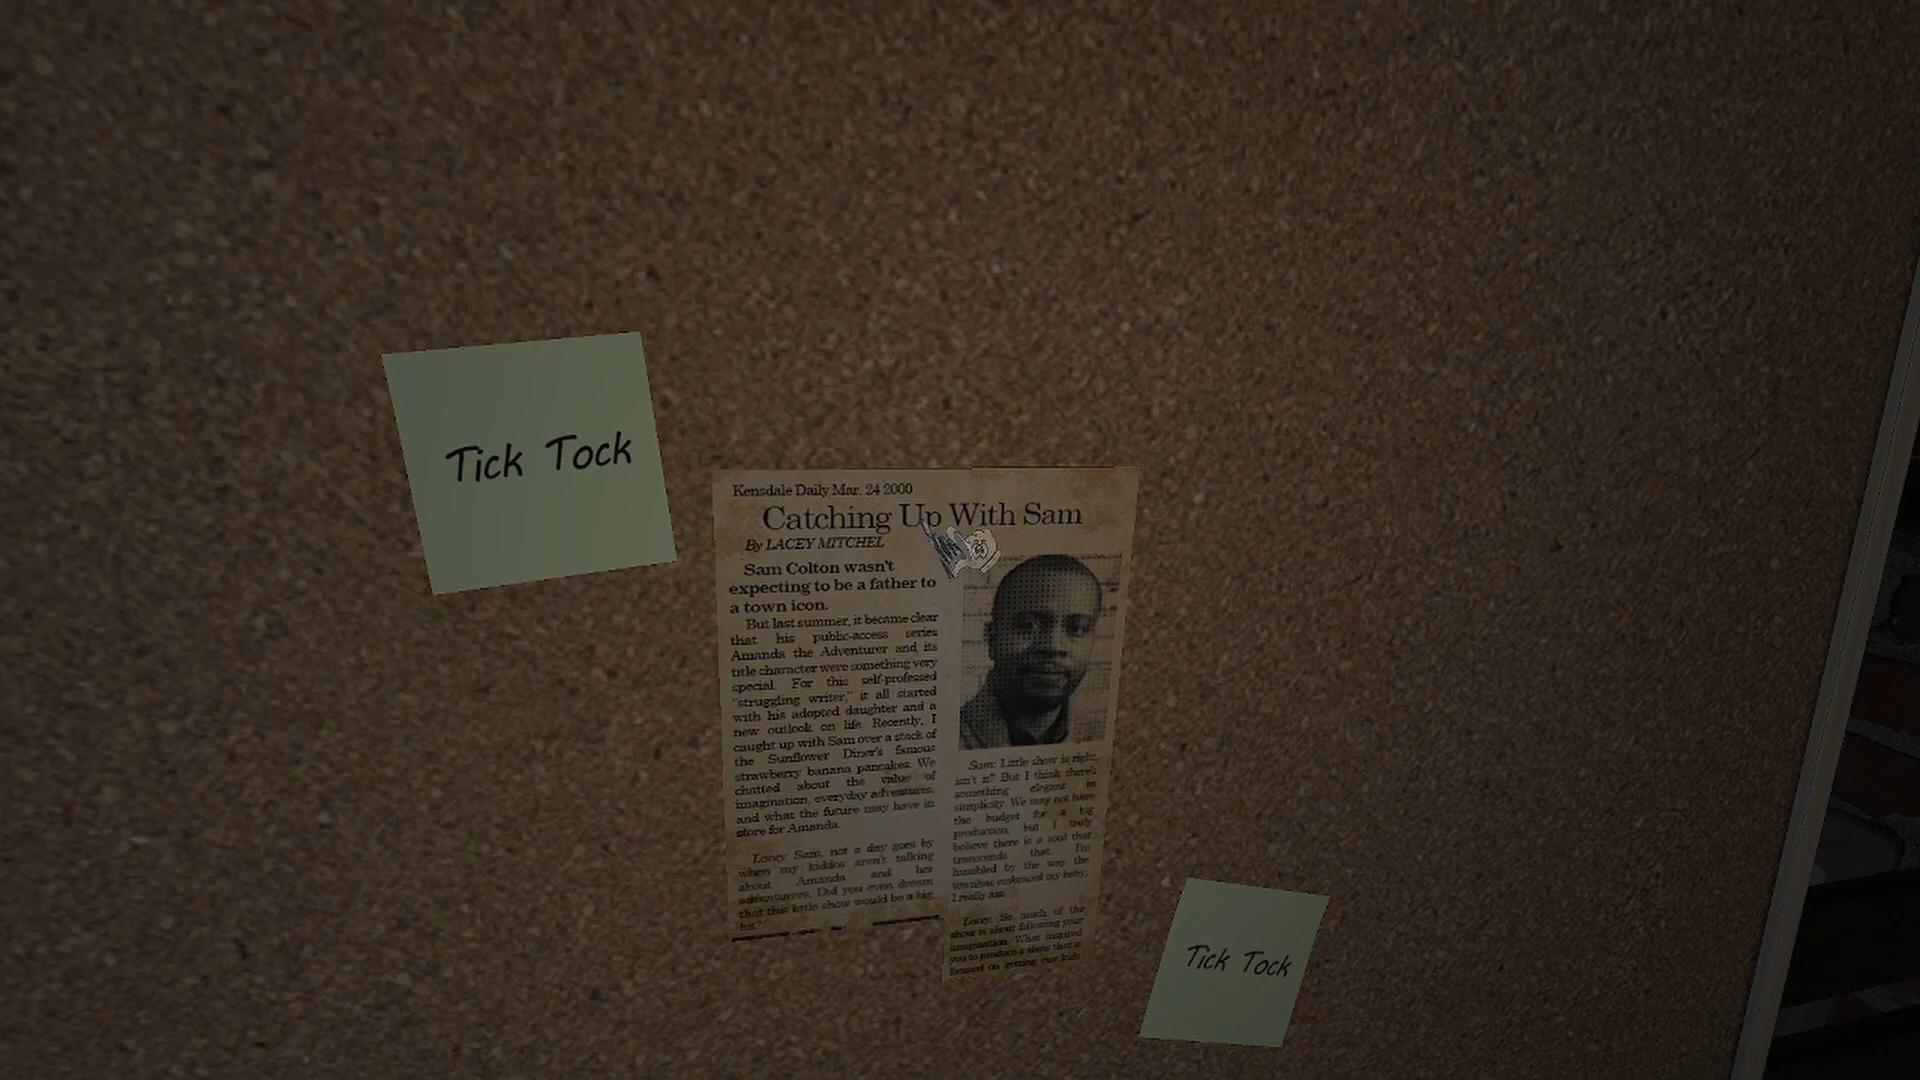 Tick Tock
Kensdale Daily Mar. 24 2000
Catching Up With Sam
By LACEY MITCHEL
Sam Colton wasn't
expecting to be a father to
a town icon.
But last summer, it became clear
that his public-access series
Amanda the Adventurer and its
title character were something very
special. For this self-professed
"struggling writer," it all started
with his adopted daughter and a
new outlook on life. Recently, I
caught up with Sam over a stack of
the Sunflower Diner's famous
strawberry banana pancakes. We
chatted about the value of
imagination, everyday adventures,
and what the future may have in
store for Amanda.
Lacey: Sam, not a day goes by
when my kiddos aren't talking
about Amanda and her
adventures. Did you even dream
that this little show would be a big
hit?
Sam: Little show is right,
isn't it? But I think there's
something elegant in
simplicity. We may not have
the budget for a big
production, but I truly
believe there is a soul that
transcends that. I'm
humbled by the way the
town has embraced my baby,
I really am.
Lacey: So much of the
show is about following your
imagination. What inspired
you to produce a show that is
focused on getting our kids
Tick Tock